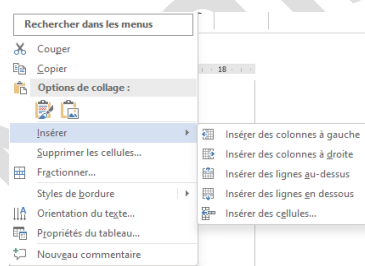 Rechercher dans les menus
Couper
Copier
Options de collage :
18
Insérer
Supprimer les cellules...
Fractionner...
Styles de bordure
Orientation du texte...
Propriétés du tableau...
Nouveau commentaire
Insérer des colonnes à gauche
Insérer des colonnes à droite
Insérer des lignes au-dessus
Insérer des lignes en dessous
Insérer des cellules...